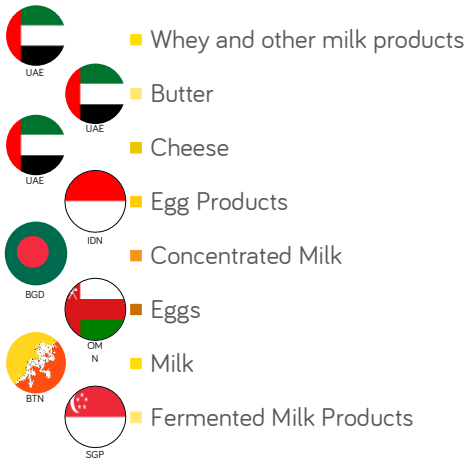 Whey and other milk products
UAE
Butter
UAE
Cheese
UAE
Egg Products
IDN
Concentrated Milk
BGD
Eggs
OM
N
Milk
BTN
Fermented Milk Products
SGP